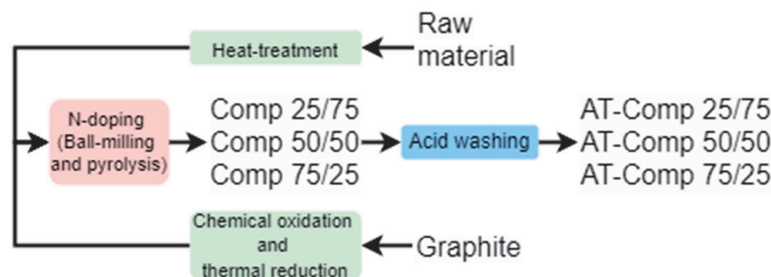 Heat-treatment
Raw
material
N-doping
(Ball-milling
and pyrolysis)
Comp 25/75
Comp 50/50
Comp 75/25
Acid washing
AT-Comp 25/75
AT-Comp 50/50
AT-Comp 75/25
Chemical oxidation
and
thermal reduction
Graphite